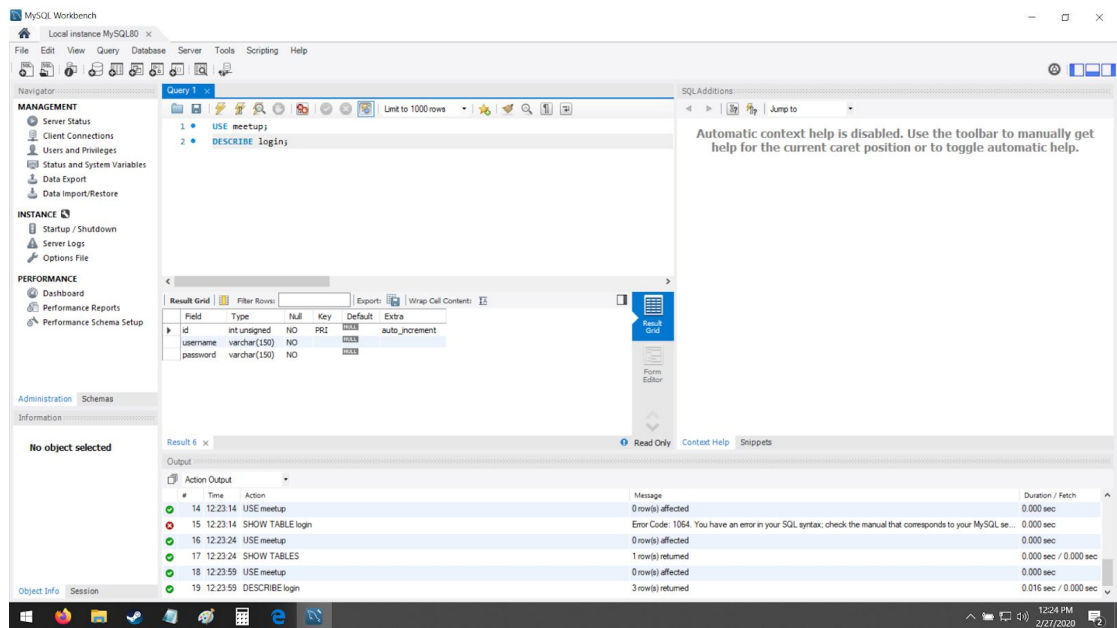 MySQL Workbench
Local instance MySQL80
File Edit View Query Database Server Tools Scripting Help
Navigator
MANAGEMENT
Server Status
Client Connections
Users and Privileges
Status and System Variables
Data Export
Data Import/Restore
INSTANCE
Startup / Shutdown
Server Logs
Options File
PERFORMANCE
Dashboard
Performance Reports
Performance Schema Setup
Administration Schemas
Information
No object selected
Object Info Session
Query 1
Limit to 1000 rows
1 USE meetup;
2 DESCRIBE login;
Result Grid Filter Rows: Export: Wrap Cell Content:
Field Type Null Key Default Extra
id int unsigned NO PRI NULL auto_increment
username varchar(150) NO NULL
password varchar(150) NO NULL
Result Grid
Form Editor
Result 6
Read Only
SQLAdditions
Jump to
Automatic context help is disabled. Use the toolbar to manually get
help for the current caret position or to toggle automatic help.
Context Help Snippets
Output
Action Output
# Time Action Message Duration / Fetch
14 12:23:14 USE meetup 0 row(s) affected 0.000 sec
15 12:23:14 SHOW TABLE login Error Code: 1064. You have an error in your SQL syntax; check the manual that corresponds to your MySQL se... 0.000 sec
16 12:23:24 USE meetup 0 row(s) affected 0.000 sec
17 12:23:24 SHOW TABLES 1 row(s) returned 0.000 sec / 0.000 sec
18 12:23:59 USE meetup 0 row(s) affected 0.000 sec
19 12:23:59 DESCRIBE login 3 row(s) returned 0.016 sec / 0.000 sec
12:24 PM
2/27/2020